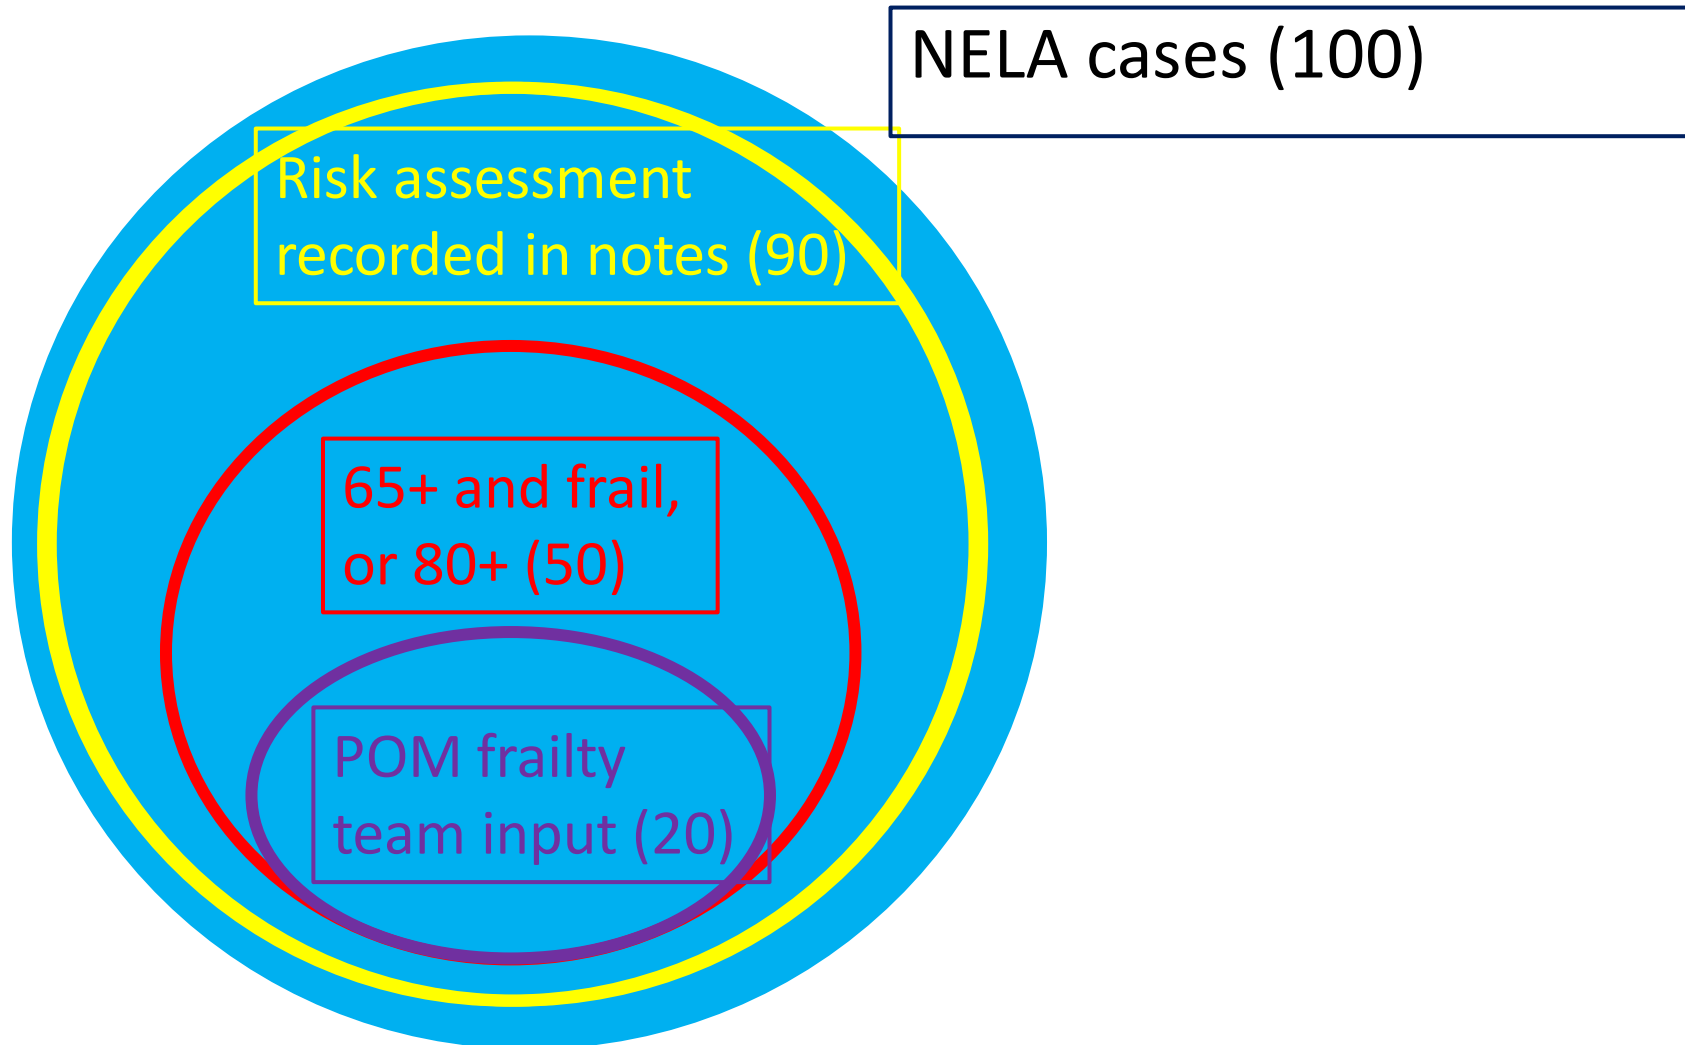 NELA cases (100)
Risk assessment
recorded in notes (90)
65+ and frail,
or 80+ (50)
POM frailty
team input (20)